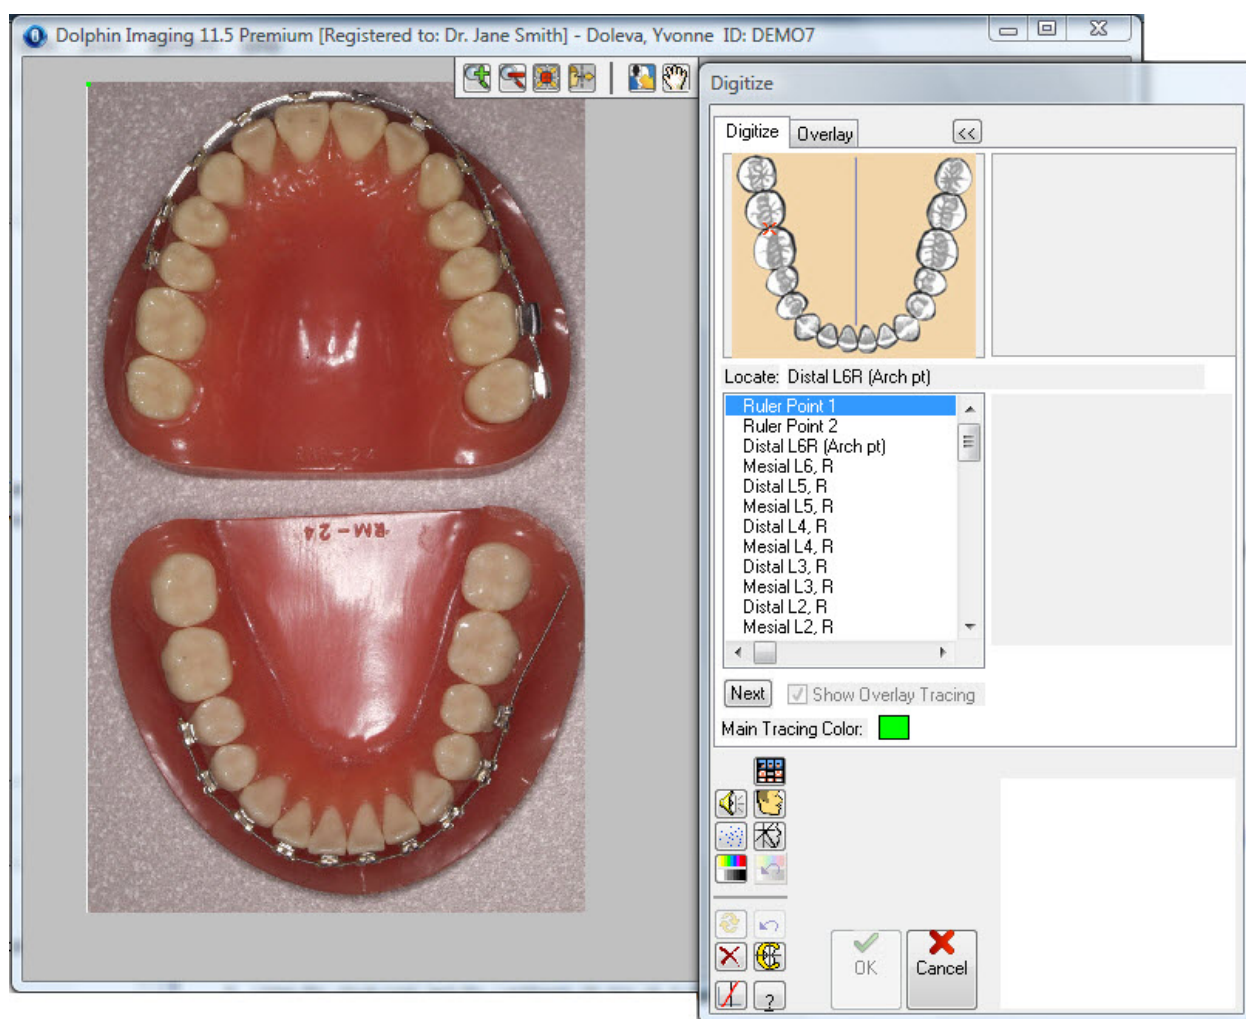 Dolphin Imaging 11.5 Premium [Registered to: Dr. Jane Smith] - Doleva, Yvonne ID: DEMO7
Digitize
Digitize
Overlay
<<
Locate: Distal L6R (Arch pt)
Ruler Point 1
Ruler Point 2
Distal L6R (Arch pt)
Mesial L6, R
Distal L5, R
Mesial L5, R
Distal L4, R
Mesial L4, R
Distal L3, R
Mesial L3, R
Distal L2, R
Mesial L2, R
Next
Show Overlay Tracing
Main Tracing Color:
RM-24
RM-24
?
OK
Cancel